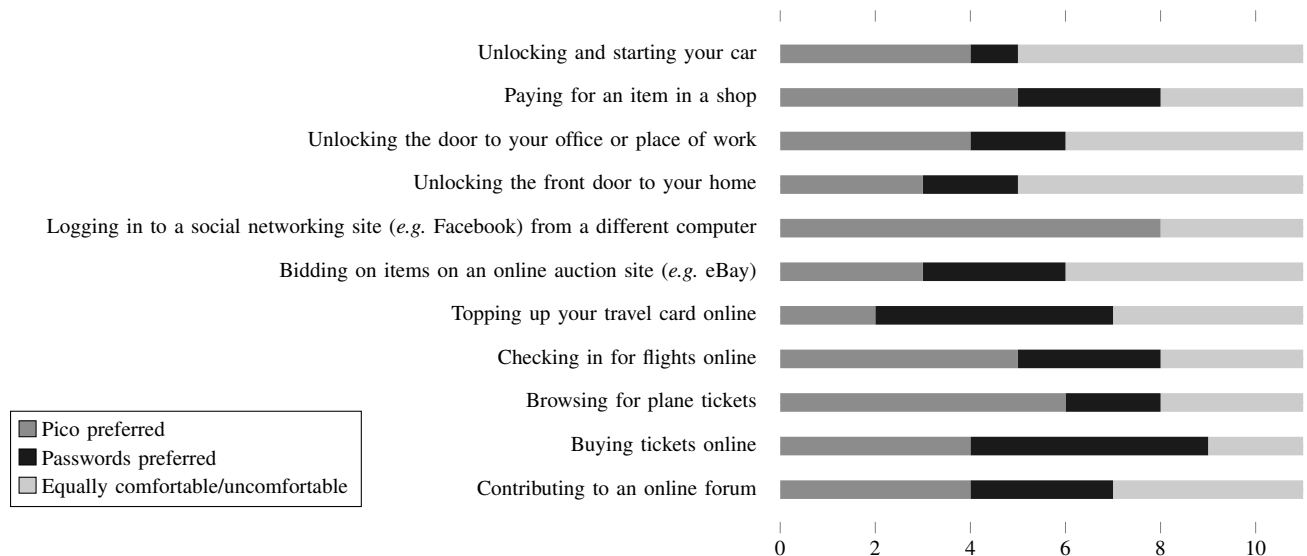 Unlocking and starting your car
Paying for an item in a shop
Unlocking the door to your office or place of work
Unlocking the front door to your home
Logging in to a social networking site (e.g. Facebook) from a different computer
Bidding on items on an online auction site (e.g. eBay)
Topping up your travel card online
Checking in for flights online
Browsing for plane tickets
Buying tickets online
Contributing to an online forum
Pico preferred
Passwords preferred
Equally comfortable/uncomfortable
0 2 4 6 8 10